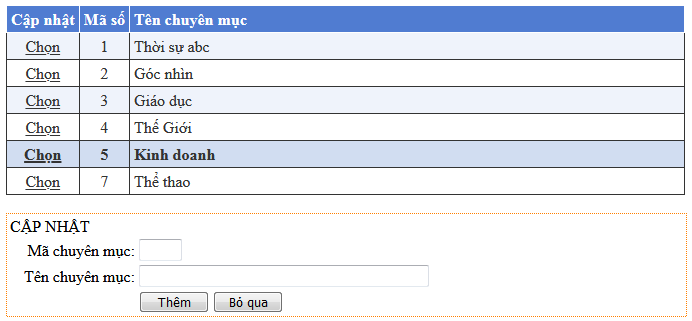 Cập nhật Mã số Tên chuyên mục
Chọn 1 Thời sự abc
Chọn 2 Góc nhìn
Chọn 3 Giáo dục
Chọn 4 Thế Giới
Chọn 5 Kinh doanh
Chọn 7 Thể thao
CẬP NHẬT
Mã chuyên mục:
Tên chuyên mục:
Thêm Bỏ qua